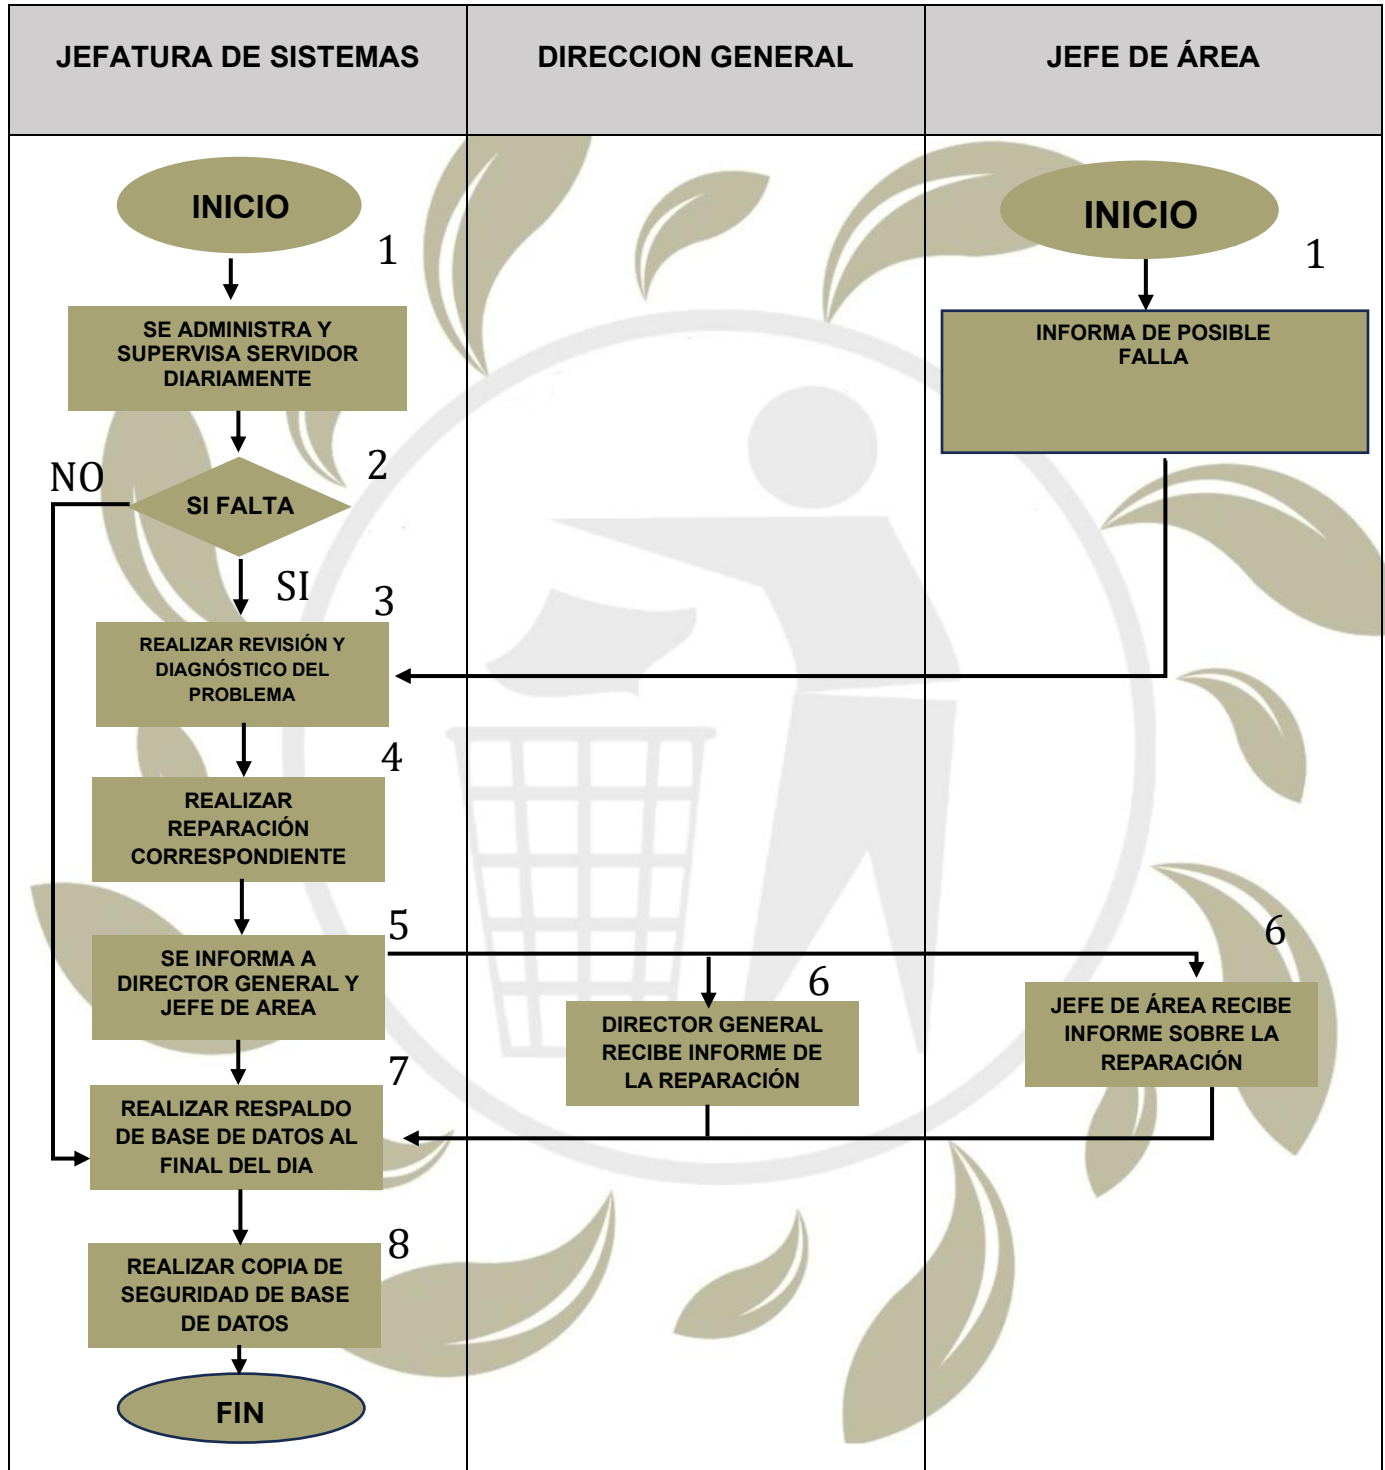 JEFATURA DE SISTEMAS
DIRECCION GENERAL
JEFE DE ÁREA
INICIO
1
INICIO
1
SE ADMINISTRA Y
SUPERVISA SERVIDOR
DIARIAMENTE
INFORMA DE POSIBLE
FALLA
2
NO
SI FALTA
SI
3
REALIZAR REVISIÓN Y
DIAGNÓSTICO DEL
PROBLEMA
4
REALIZAR
REPARACIÓN
CORRESPONDIENTE
5
SE INFORMA A
DIRECTOR GENERAL Y
JEFE DE AREA
6
DIRECTOR GENERAL
RECIBE INFORME DE
LA REPARACIÓN
6
JEFE DE ÁREA RECIBE
INFORME SOBRE LA
REPARACIÓN
7
REALIZAR RESPALDO
DE BASE DE DATOS AL
FINAL DEL DIA
8
REALIZAR COPIA DE
SEGURIDAD DE BASE
DE DATOS
FIN